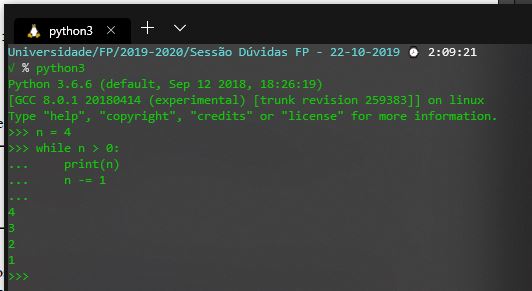 python3
Universidade/FP/2019-2020/Sessão Dúvidas FP - 22-10-2019 2:09:21
√ % python3
Python 3.6.6 (default, Sep 12 2018, 18:26:19)
[GCC 8.0.1 20180414 (experimental) [trunk revision 259383]] on linux
Type "help", "copyright", "credits" or "license" for more information.
>>> n = 4
>>> while n > 0:
...     print(n)
...     n -= 1
...
4
3
2
1
>>>